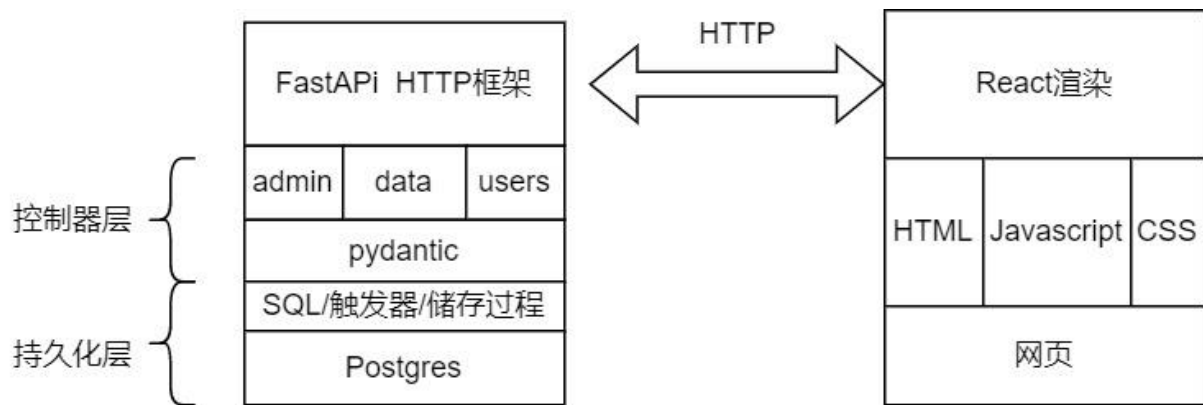 HTTP
FastAPi HTTP框架
React渲染
admin data users
控制器层
HTML Javascript CSS
pydantic
SQL/触发器/储存过程
持久化层
网页
Postgres